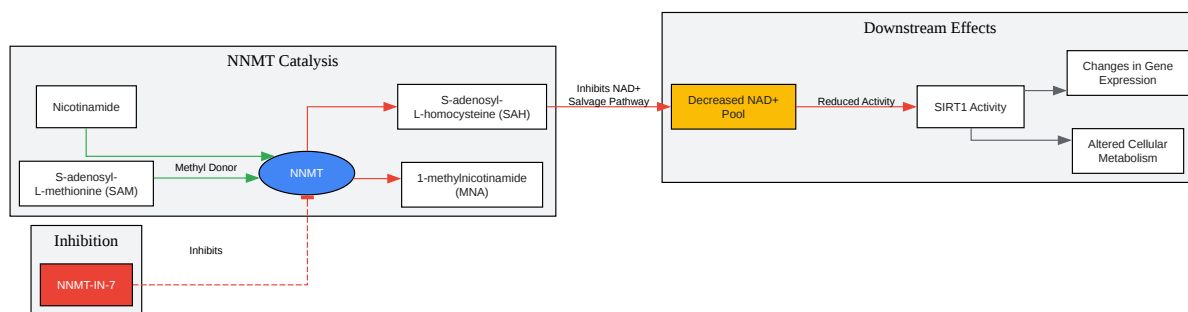 NNMT Catalysis
Nicotinamide
S-adenosyl-
L-methionine (SAM)
Methyl Donor
NNMT
S-adenosyl-
L-homocysteine (SAH)
1-methylnicotinamide
(MNA)
Inhibition
NNMT-IN-7
Inhibits
Inhibits NAD+
Salvage Pathway
Downstream Effects
Decreased NAD+
Pool
Reduced Activity
SIRT1 Activity
Changes in Gene
Expression
Altered Cellular
Metabolism